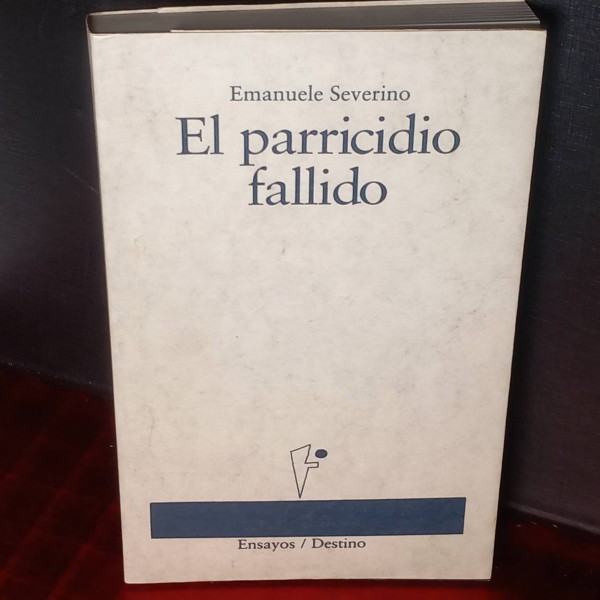 Emanuele Severino
El parricidio
fallido
Ensayos / Destino